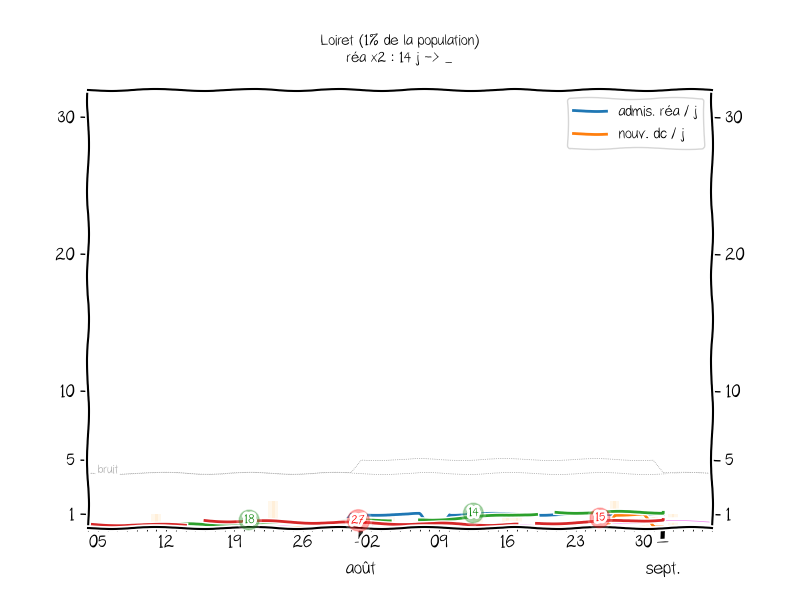 Loiret (1% de la population)
réa x2 : 14 j -> _
admis. réa / j
nouv. dc / j
30
30
20
20
10
10
5
5
bruit
1
1
18
27
14
15
05 12 19 26 02 09 16 23 30
août sept.